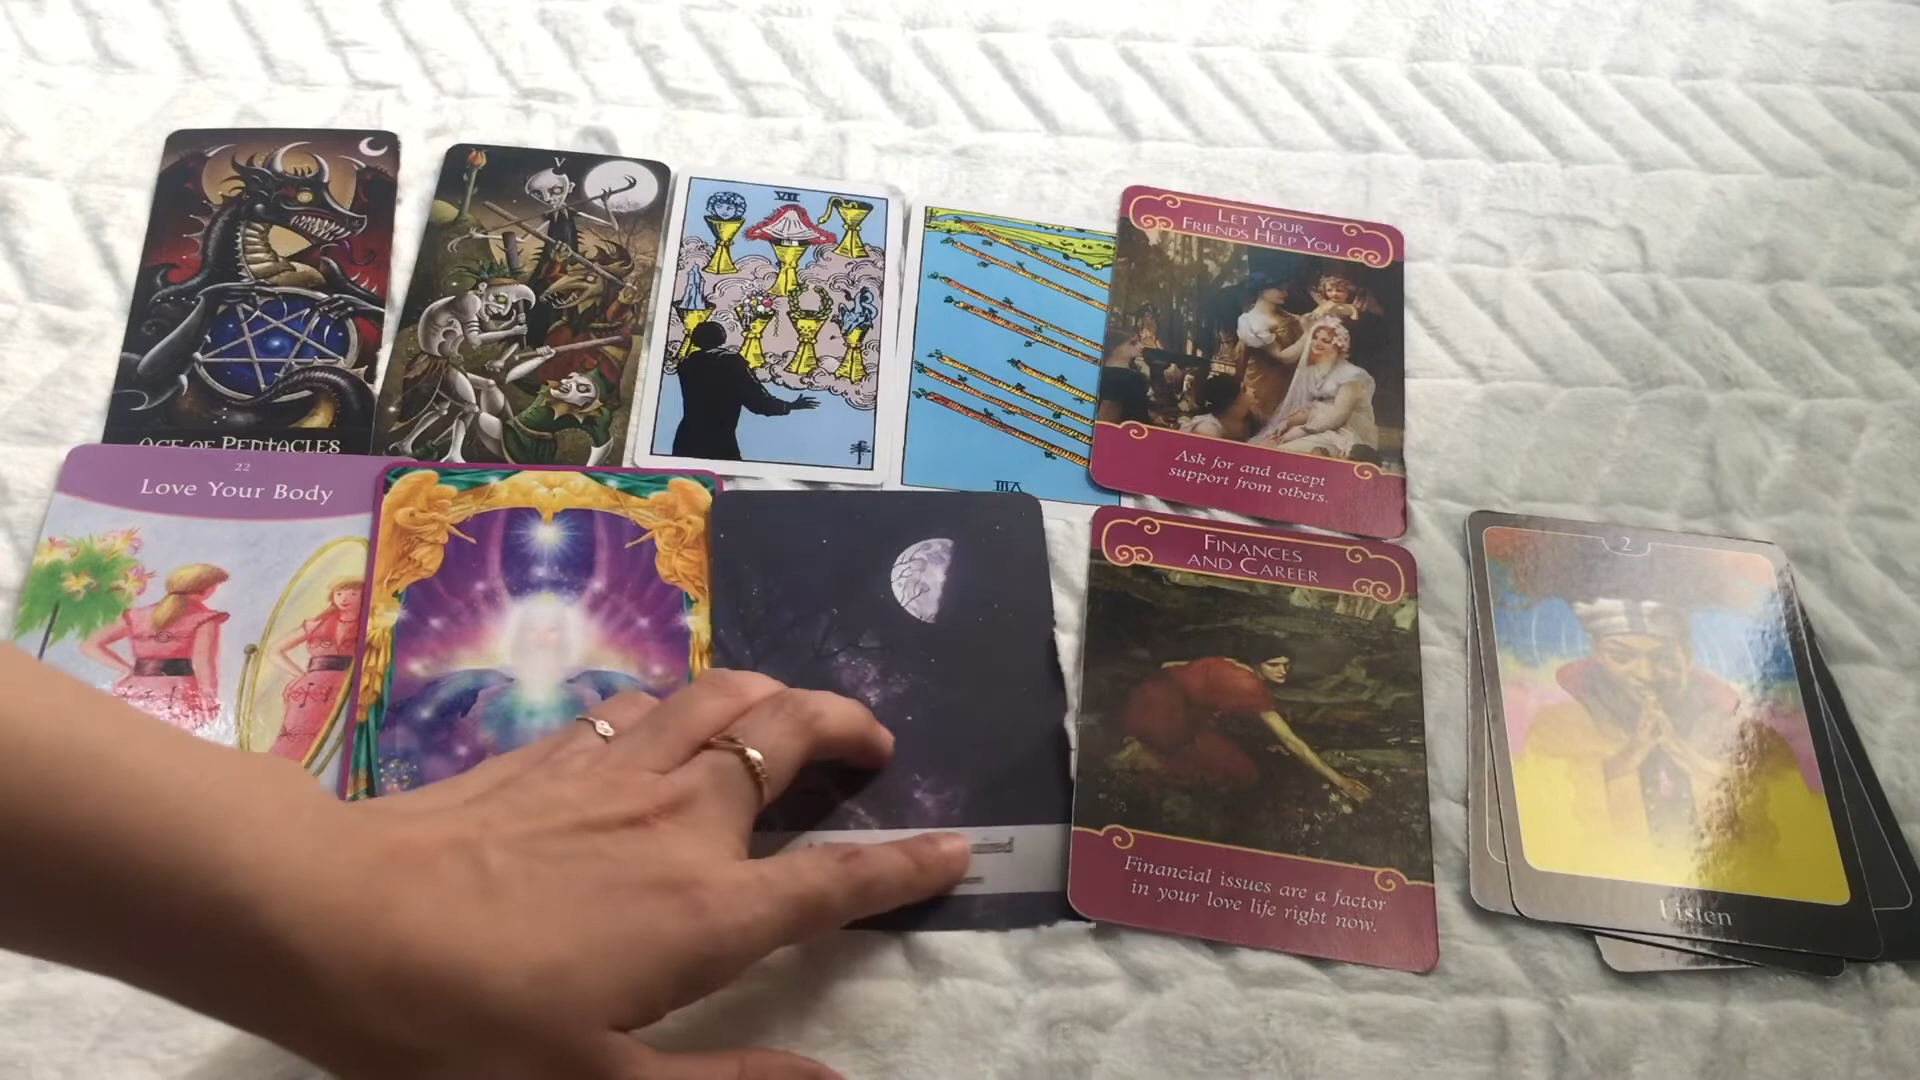 ACE OF PENTACLES
V
VII
VIII
LET YOUR
FRIENDS HELP YOU
Ask for and accept
support from others.
22
Love Your Body
FINANCES
AND CAREER
Financial issues are a factor
in your love life right now.
2
Listen